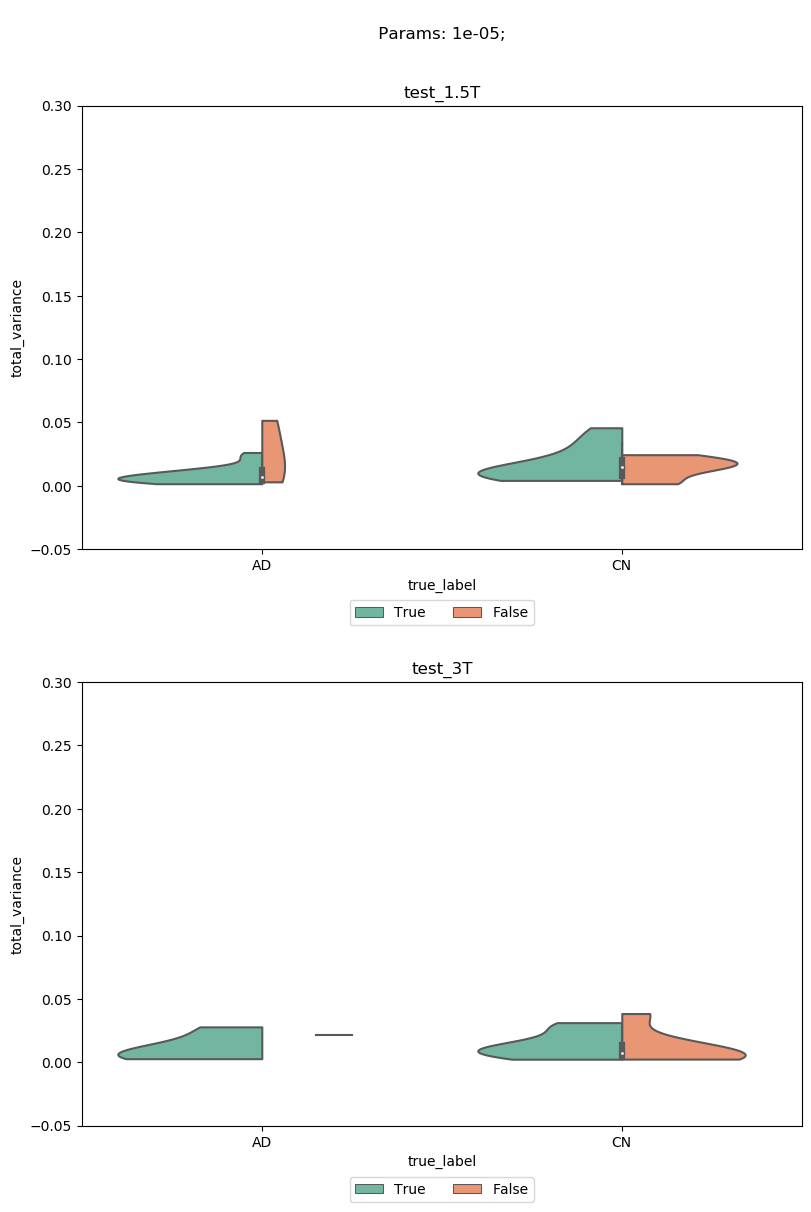 Params: 1e-05;
test_1.5T
0.30
0.25
0.20
0.15
0.10
0.05
0.00
−0.05
total_variance
AD CN
true_label
True False
test_3T
0.30
0.25
0.20
0.15
0.10
0.05
0.00
−0.05
total_variance
AD CN
true_label
True False